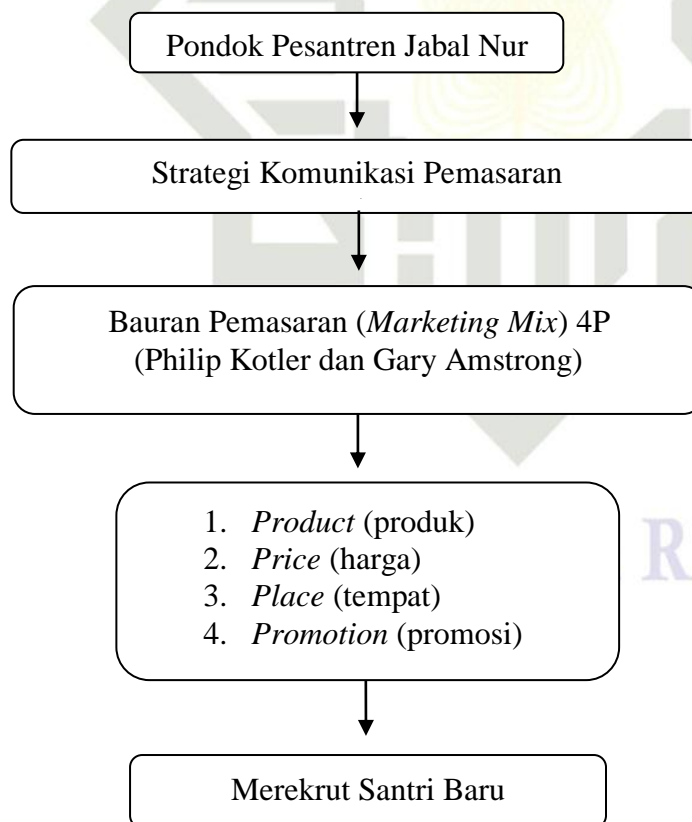 Pondok Pesantren Jabal Nur
Strategi Komunikasi Pemasaran
Bauran Pemasaran (Marketing Mix) 4P
(Philip Kotler dan Gary Amstrong)
1. Product (produk)
2. Price (harga)
3. Place (tempat)
4. Promotion (promosi)
R
Merekrut Santri Baru